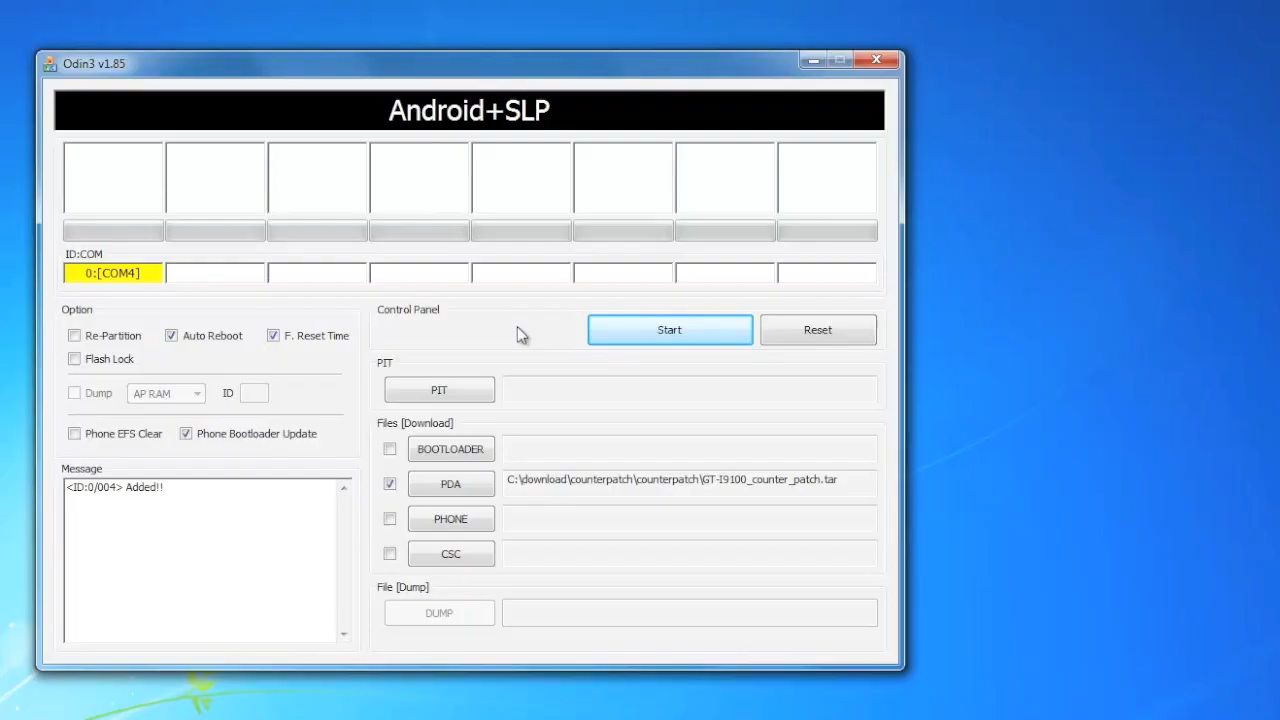 Odin3 v1.85
Android+SLP
ID:COM
0:[COM4]
Option
Re-Partition
Auto Reboot
F. Reset Time
Flash Lock
Dump
AP RAM
ID
Phone EFS Clear
Phone Bootloader Update
Message
<ID:0/004> Added!!
Control Panel
Start
Reset
PIT
PIT
Files [Download]
BOOTLOADER
PDA
C:\download\counterpatch\counterpatch\GT-I9100_counter_patch.tar
PHONE
CSC
File [Dump]
DUMP